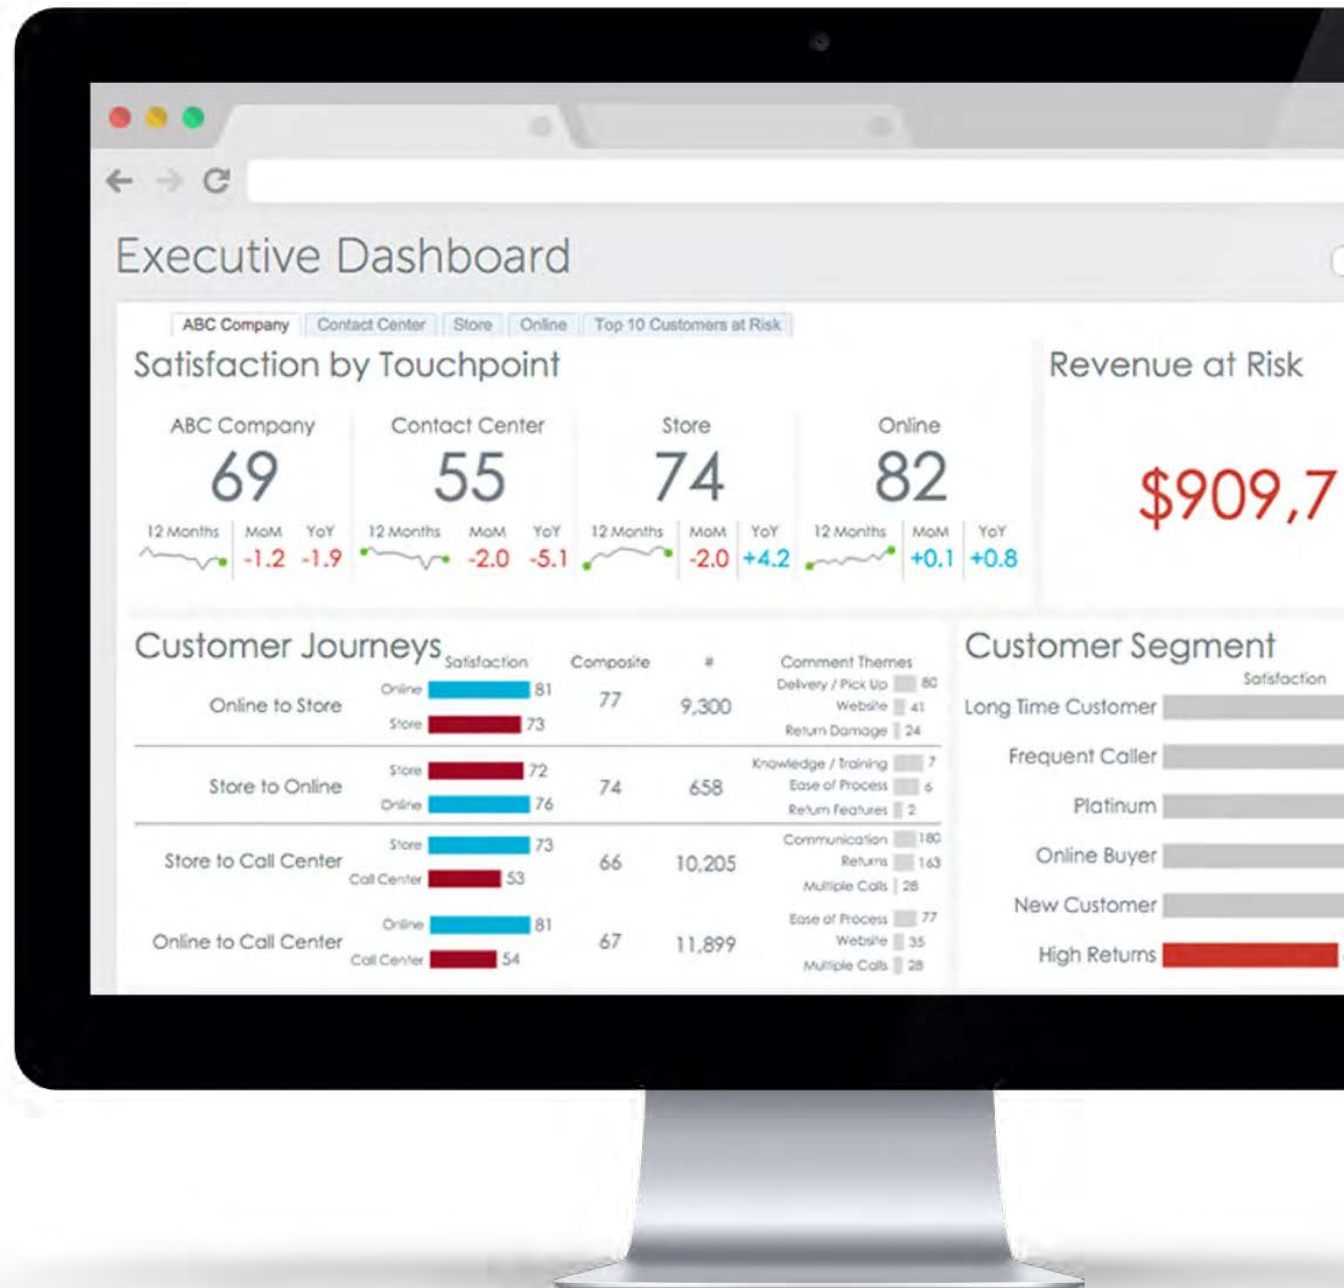 Executive Dashboard
ABC Company Contact Center Store Online Top 10 Customers at Risk
Satisfaction by Touchpoint
ABC Company Contact Center Store Online
69 55 74 82
12 Months MoM YoY 12 Months MoM YoY 12 Months MoM YoY 12 Months MoM YoY
-1.2 -1.9 -2.0 -5.1 -2.0 +4.2 +0.1 +0.8
Revenue at Risk
$909,7
Customer Journeys
Satisfaction Composite # Comment Themes
Online to Store
Online 81
Store 73
77 9,300
Delivery / Pick Up 80
Website 41
Return Damage 24
Store to Online
Store 72
Online 76
74 658
Knowledge / Training 7
Ease of Process 6
Return Features 2
Store to Call Center
Store 73
Call Center 53
66 10,205
Communication 180
Returns 163
Multiple Calls 28
Online to Call Center
Online 81
Call Center 54
67 11,899
Ease of Process 77
Website 35
Multiple Calls 28
Customer Segment
Satisfaction
Long Time Customer
Frequent Caller
Platinum
Online Buyer
New Customer
High Returns